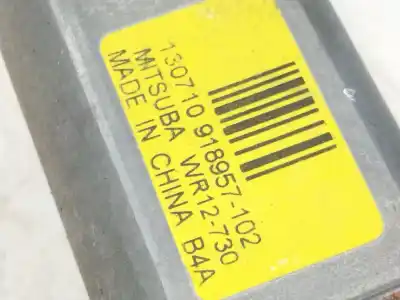 130710 918957-102
MITSUBA WR12-730
MADE IN CHINA B4A